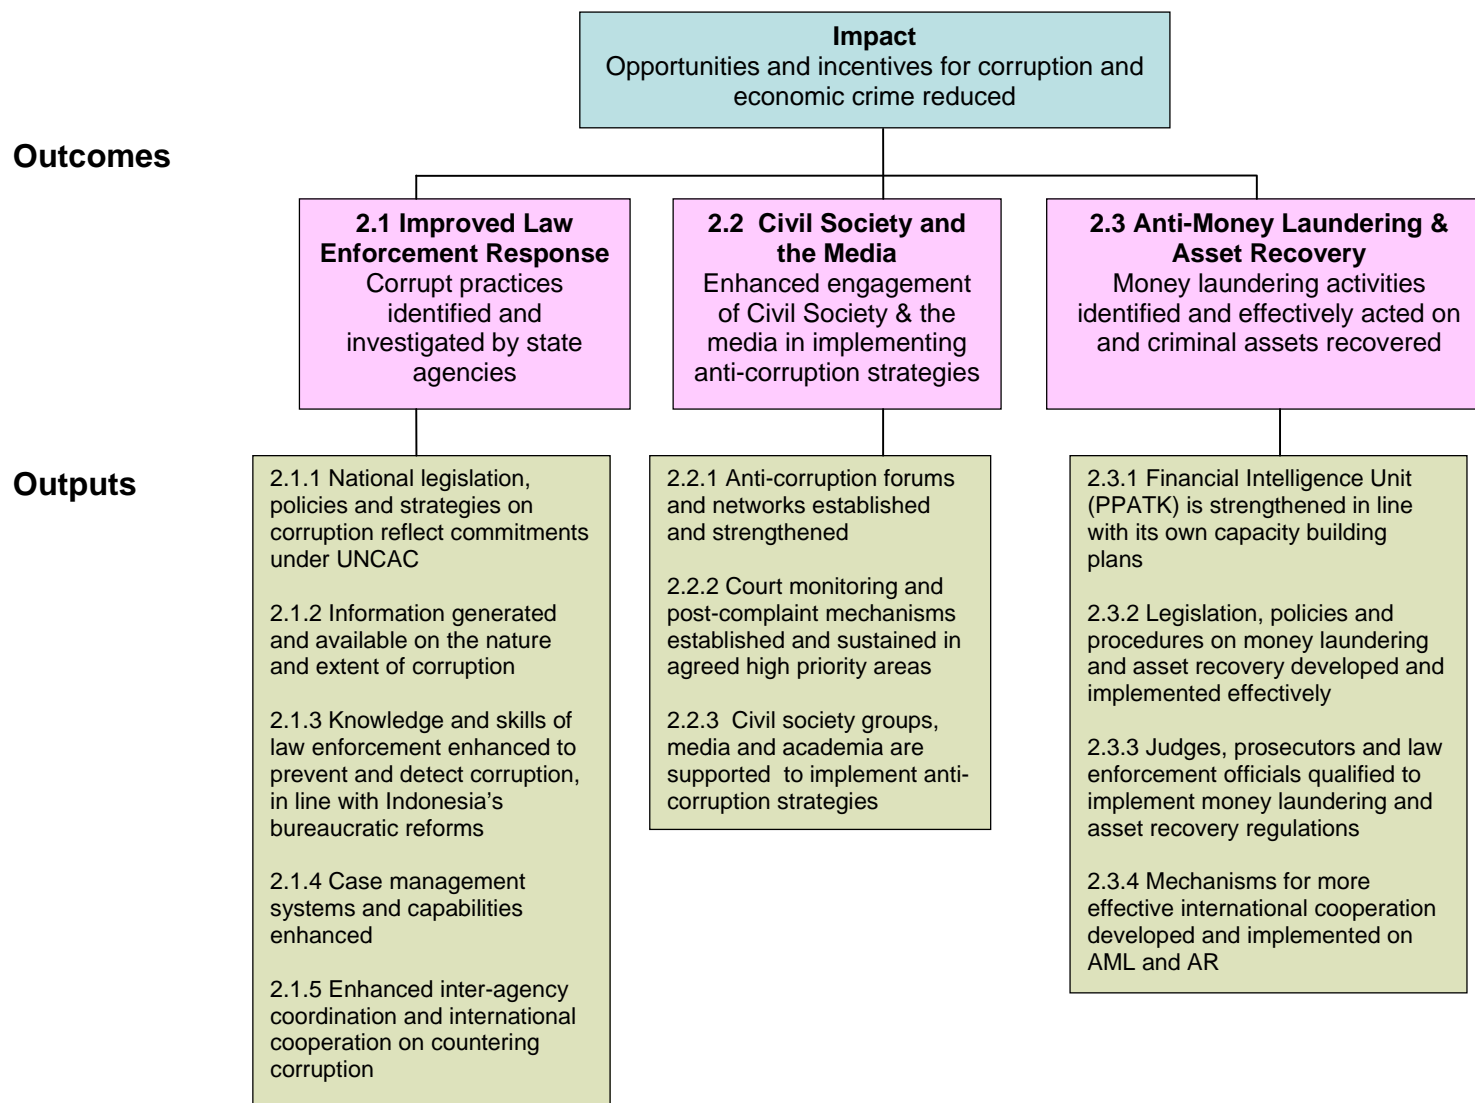 Impact
Opportunities and incentives for corruption and
economic crime reduced
Outcomes
2.1 Improved Law
Enforcement Response
Corrupt practices
identified and
investigated by state
agencies
2.2 Civil Society and
the Media
Enhanced engagement
of Civil Society & the
media in implementing
anti-corruption strategies
2.3 Anti-Money Laundering &
Asset Recovery
Money laundering activities
identified and effectively acted on
and criminal assets recovered
Outputs
2.1.1 National legislation,
policies and strategies on
corruption reflect commitments
under UNCAC
2.1.2 Information generated
and available on the nature
and extent of corruption
2.1.3 Knowledge and skills of
law enforcement enhanced to
prevent and detect corruption,
in line with Indonesia's
bureaucratic reforms
2.1.4 Case management
systems and capabilities
enhanced
2.1.5 Enhanced inter-agency
coordination and international
cooperation on countering
corruption
2.2.1 Anti-corruption forums
and networks established
and strengthened
2.2.2 Court monitoring and
post-complaint mechanisms
established and sustained in
agreed high priority areas
2.2.3 Civil society groups,
media and academia are
supported to implement anti-
corruption strategies
2.3.1 Financial Intelligence Unit
(PPATK) is strengthened in line
with its own capacity building
plans
2.3.2 Legislation, policies and
procedures on money laundering
and asset recovery developed and
implemented effectively
2.3.3 Judges, prosecutors and law
enforcement officials qualified to
implement money laundering and
asset recovery regulations
2.3.4 Mechanisms for more
effective international cooperation
developed and implemented on
AML and AR